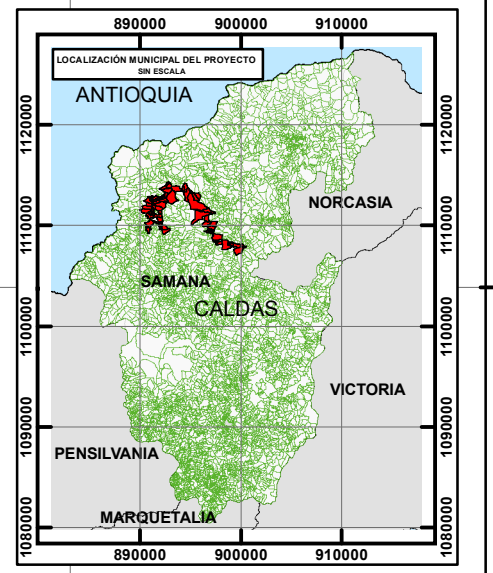 890000 900000 910000
LOCALIZACIÓN MUNICIPAL DEL PROYECTO
SIN ESCALA
ANTIOQUIA
1120000 1120000
NORCASIA
1110000 1110000
SAMANA
CALDAS
1100000 1100000
VICTORIA
1090000 1090000
PENSILVANIA
MARQUETALIA
1080000 1080000
890000 900000 910000